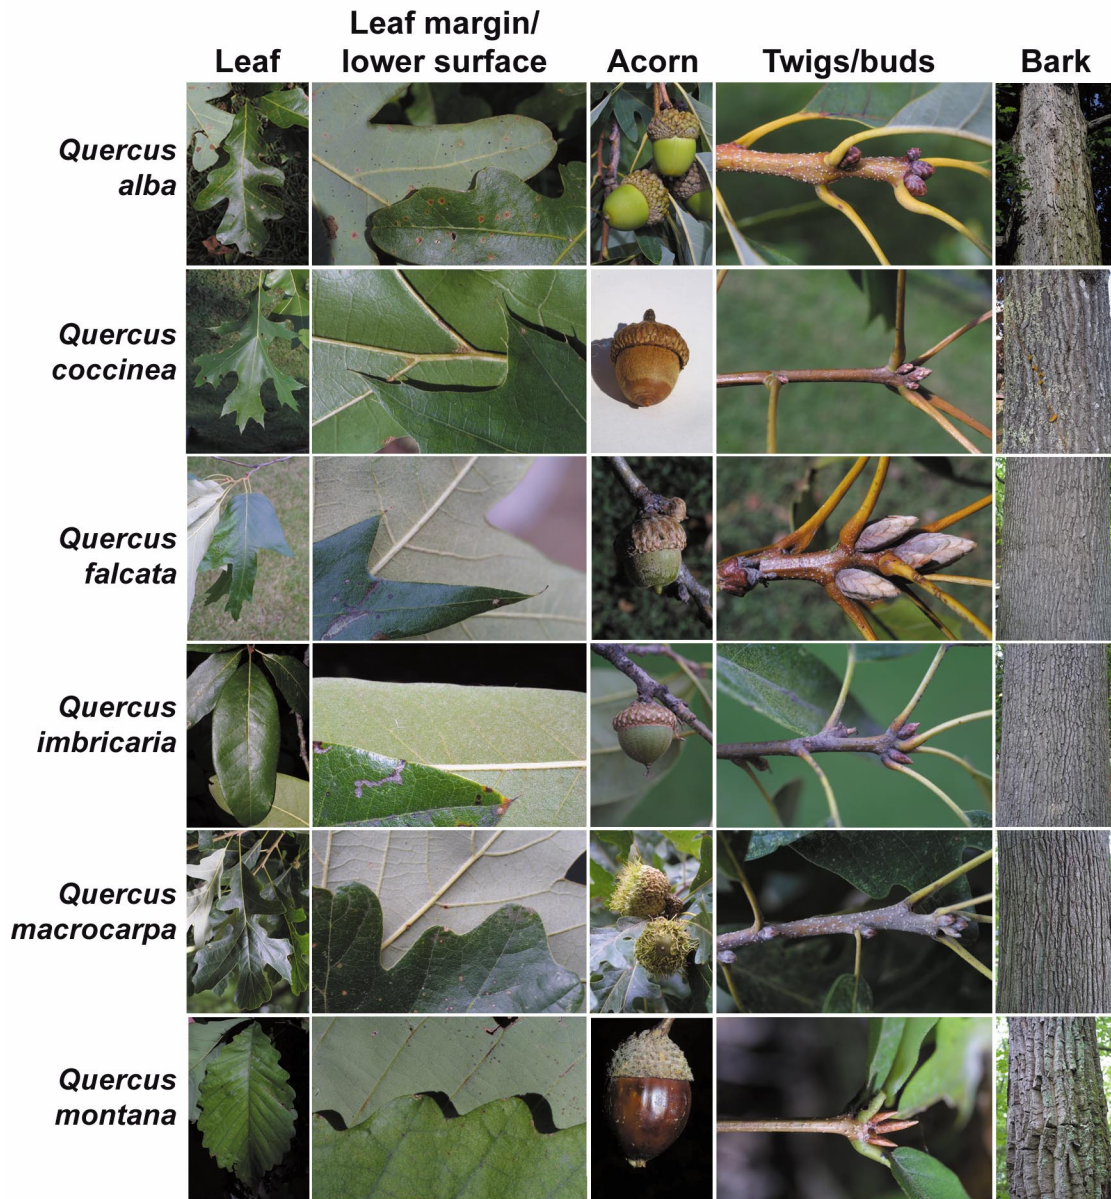 Leaf
Leaf margin/
lower surface
Acorn
Twigs/buds
Bark
Quercus
alba
Quercus
coccinea
Quercus
falcata
Quercus
imbricaria
Quercus
macrocarpa
Quercus
montana